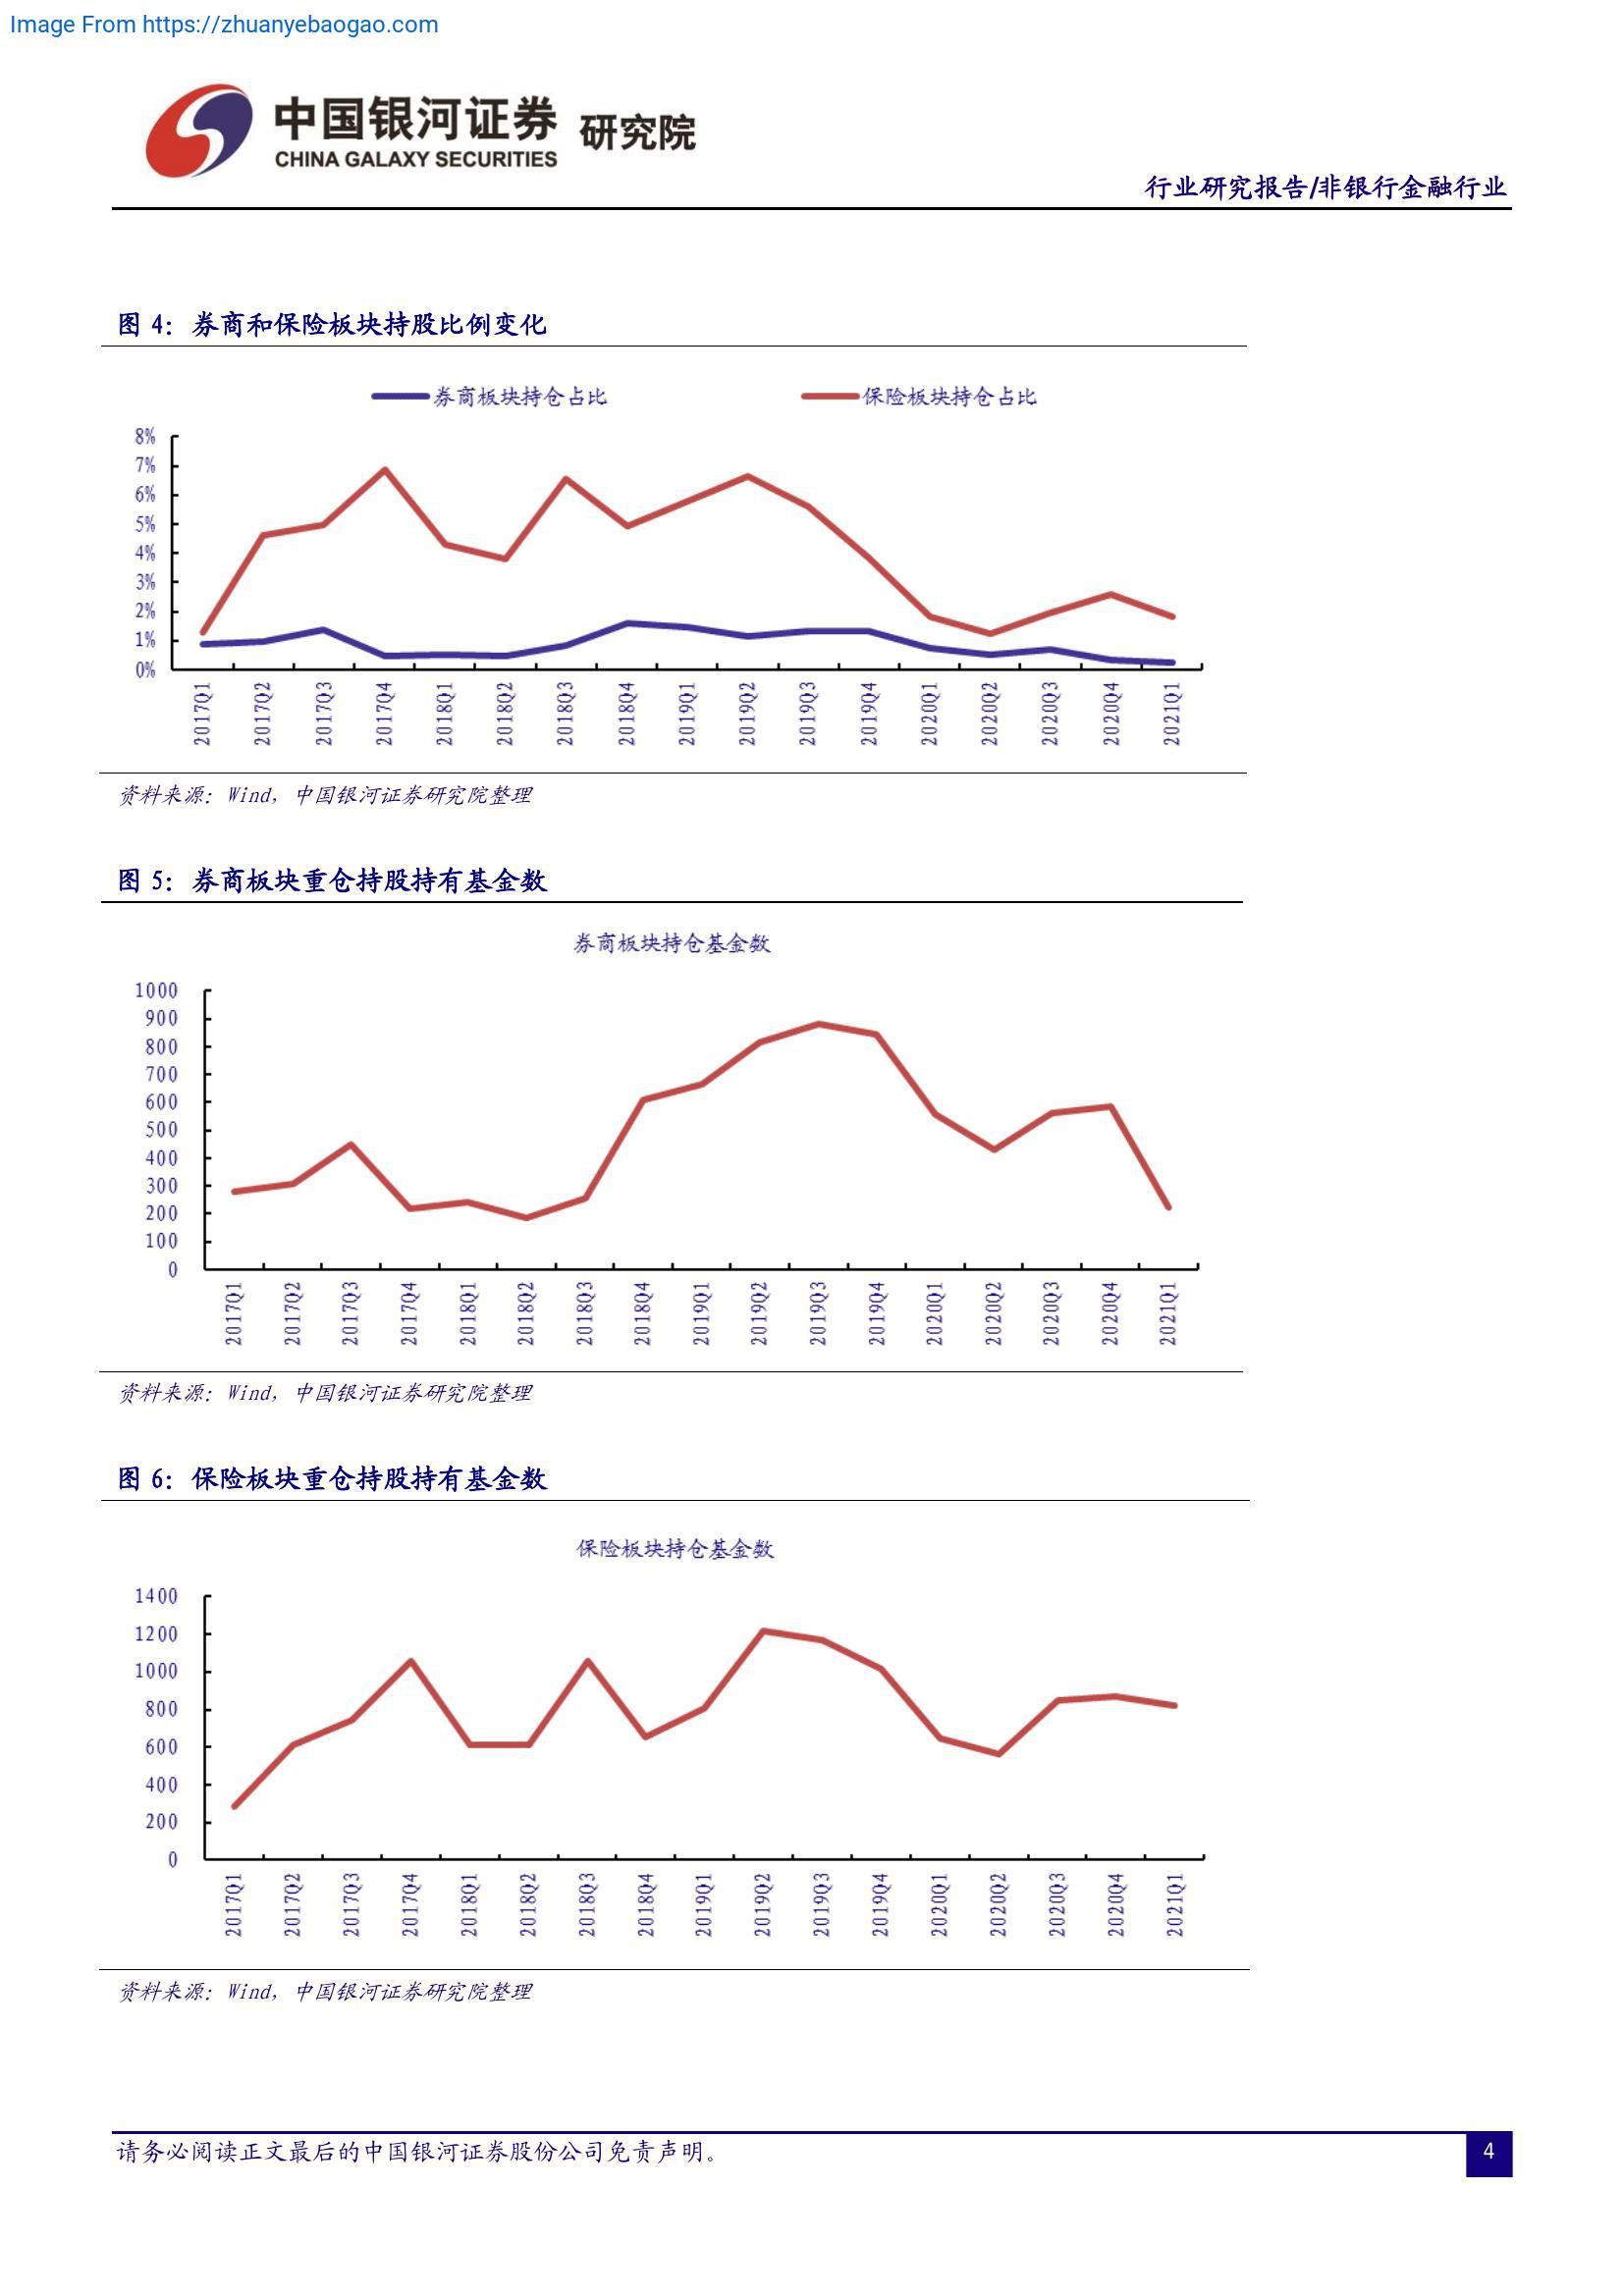 Image From https://zhuanyebaogao.com
中国银河证券 研究院
CHINA GALAXY SECURITIES
行业研究报告/非银行金融行业
图 4：券商和保险板块持股比例变化
券商板块持仓占比 保险板块持仓占比
8%
7%
6%
5%
4%
3%
2%
1%
0%
2017Q1 2017Q2 2017Q3 2017Q4 2018Q1 2018Q2 2018Q3 2018Q4 2019Q1 2019Q2 2019Q3 2019Q4 2020Q1 2020Q2 2020Q3 2020Q4 2021Q1
资料来源：Wind，中国银河证券研究院整理
图 5：券商板块重仓持股持有基金数
券商板块持仓基金数
1000
900
800
700
600
500
400
300
200
100
0
2017Q1 2017Q2 2017Q3 2017Q4 2018Q1 2018Q2 2018Q3 2018Q4 2019Q1 2019Q2 2019Q3 2019Q4 2020Q1 2020Q2 2020Q3 2020Q4 2021Q1
资料来源：Wind，中国银河证券研究院整理
图 6：保险板块重仓持股持有基金数
保险板块持仓基金数
1400
1200
1000
800
600
400
200
0
2017Q1 2017Q2 2017Q3 2017Q4 2018Q1 2018Q2 2018Q3 2018Q4 2019Q1 2019Q2 2019Q3 2019Q4 2020Q1 2020Q2 2020Q3 2020Q4 2021Q1
资料来源：Wind，中国银河证券研究院整理
请务必阅读正文最后的中国银河证券股份公司免责声明。
4